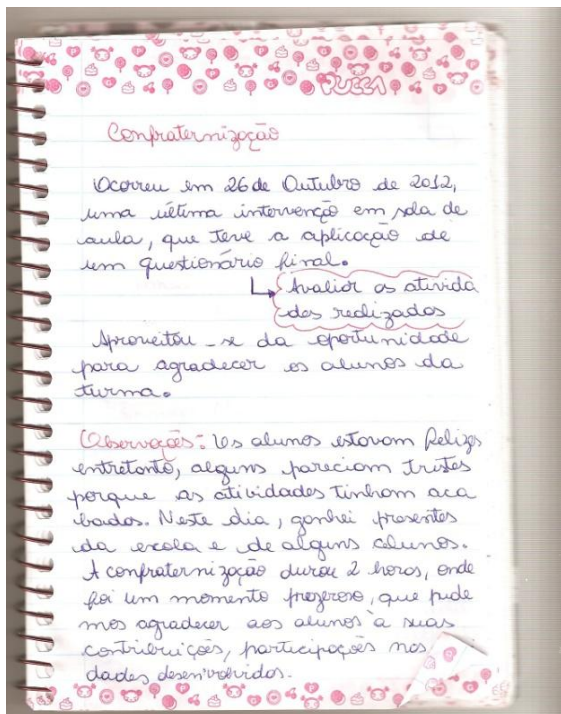 PUCCA
Confraternização
Ocorreu em 26 de Outubro de 2012,
uma última intervenção em sala de
aula, que teve a aplicação de
um questionário final.
↳ Avaliar as ativida
des realizadas
Aproveitou-se da oportunidade
para agradecer os alunos da
turma.
Observações: Os alunos estavam felizes
entretanto, alguns pareciam tristes
porque as atividades tinham aca
bados. Neste dia, ganhei presentes
da escola e de alguns alunos.
A confraternização durou 2 horas, onde
foi um momento prazeroso, que pude
mos agradecer aos alunos à suas
contribuições, participações nas
dades desenvolvidas.